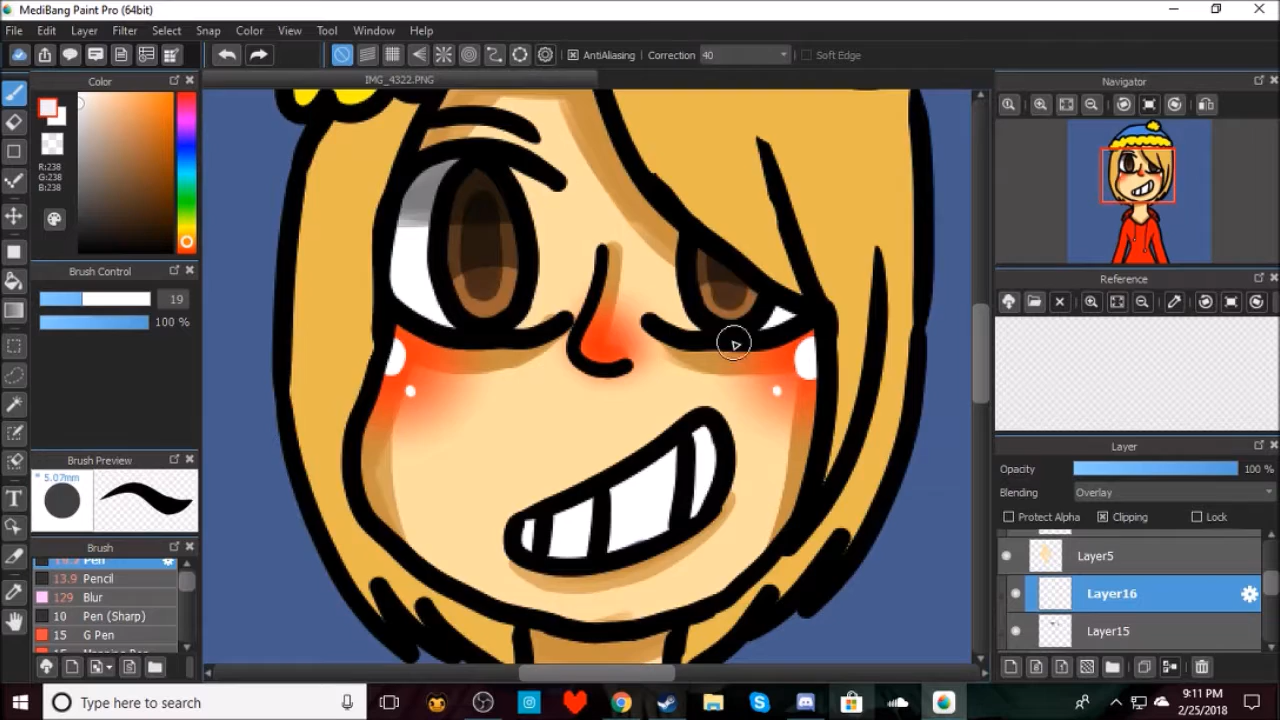 MediBang Paint Pro (64bit)
File Edit Layer Filter Select Snap Color View Tool Window Help
AntiAliasing Correction 40 Soft Edge
Color
IMG_4322.PNG
Navigator
R:238
G:238
B:238
Brush Control
19
100 %
Reference
Brush Preview
* 5.07mm
Layer
Opacity 100 %
Blending Overlay
Protect Alpha Clipping Lock
Brush
Pen
13.9 Pencil
129 Blur
10 Pen (Sharp)
15 G Pen
Layer5
Layer16
Layer15
Type here to search
9:11 PM
2/25/2018